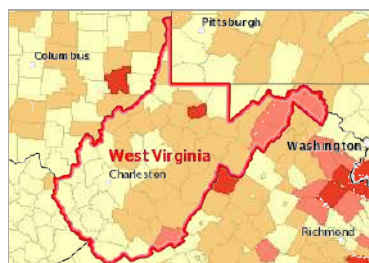 Pittsburgh
Columbus
Washington
West Virginia
Charleston
Richmond